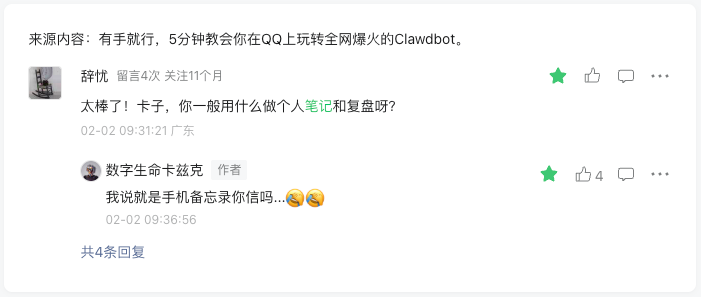 来源内容：有手就行，5分钟教会你在QQ上玩转全网爆火的Clawdbot。
辞忧 留言4次 关注11个月
太棒了！卡子，你一般用什么做个人笔记和复盘呀?
02-02 09:31:21 广东
数字生命卡兹克 作者
4
我说就是手机备忘录你信吗...
02-02 09:36:56
共4条回复